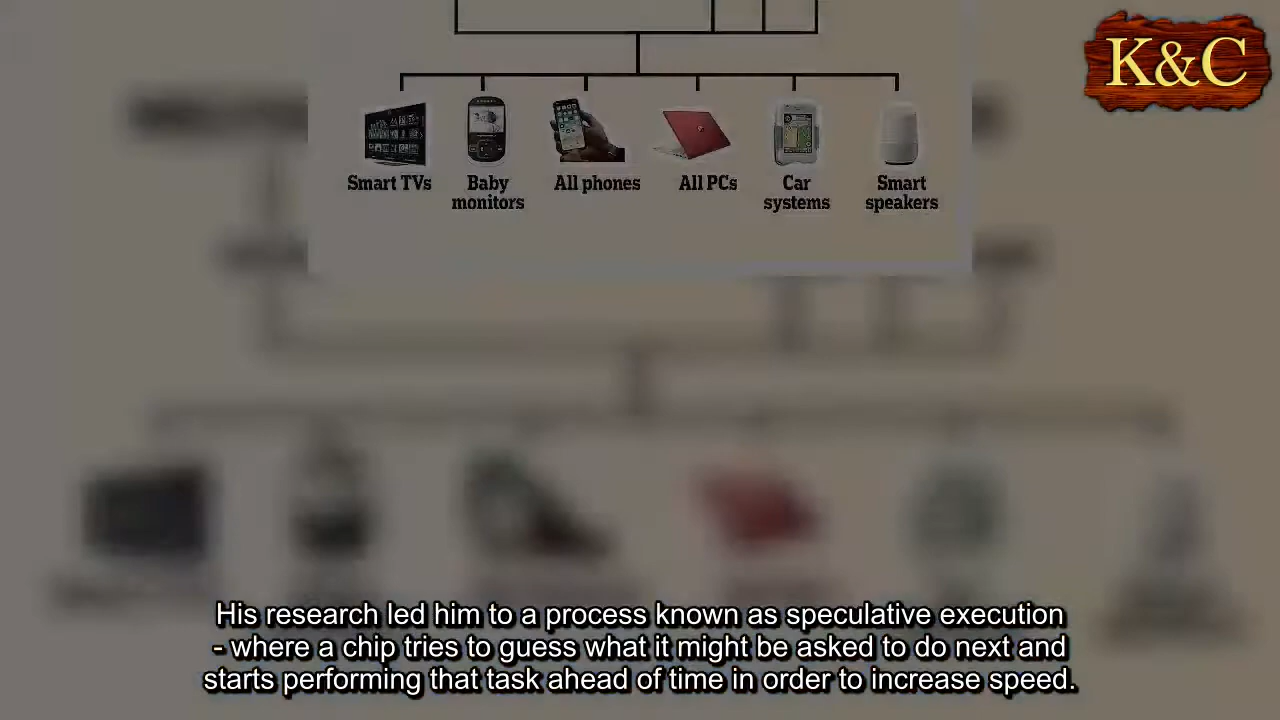 K&C
Smart TVs
Baby
monitors
All phones
All PCs
Car
systems
Smart
speakers
His research led him to a process known as speculative execution
- where a chip tries to guess what it might be asked to do next and
starts performing that task ahead of time in order to increase speed.